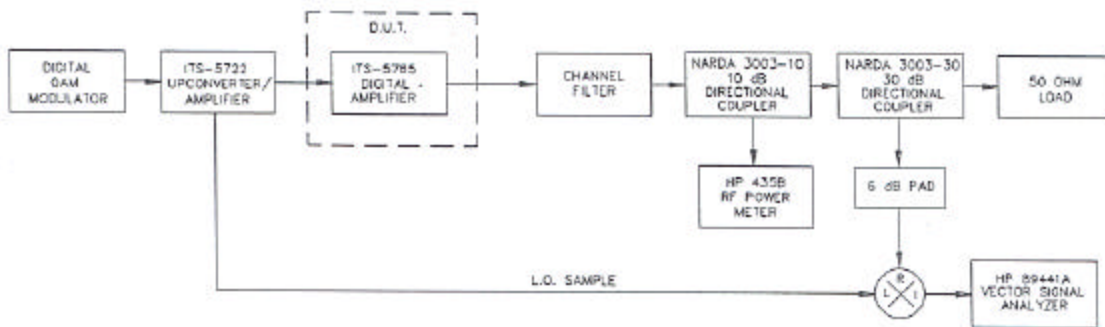 D.U.T.
DIGITAL
QAM
MODULATOR
ITS-5722
UPCONVERTER/
AMPLIFIER
ITS-5785
DIGITAL
AMPLIFIER
CHANNEL
FILTER
NARDA 3003-10
10 dB
DIRECTIONAL
COUPLER
NARDA 3003-30
30 dB
DIRECTIONAL
COUPLER
50 OHM
LOAD
HP 435B
RF POWER
METER
6 dB PAD
L.O. SAMPLE
R
L
I
HP 89441A
VECTOR SIGNAL
ANALYZER